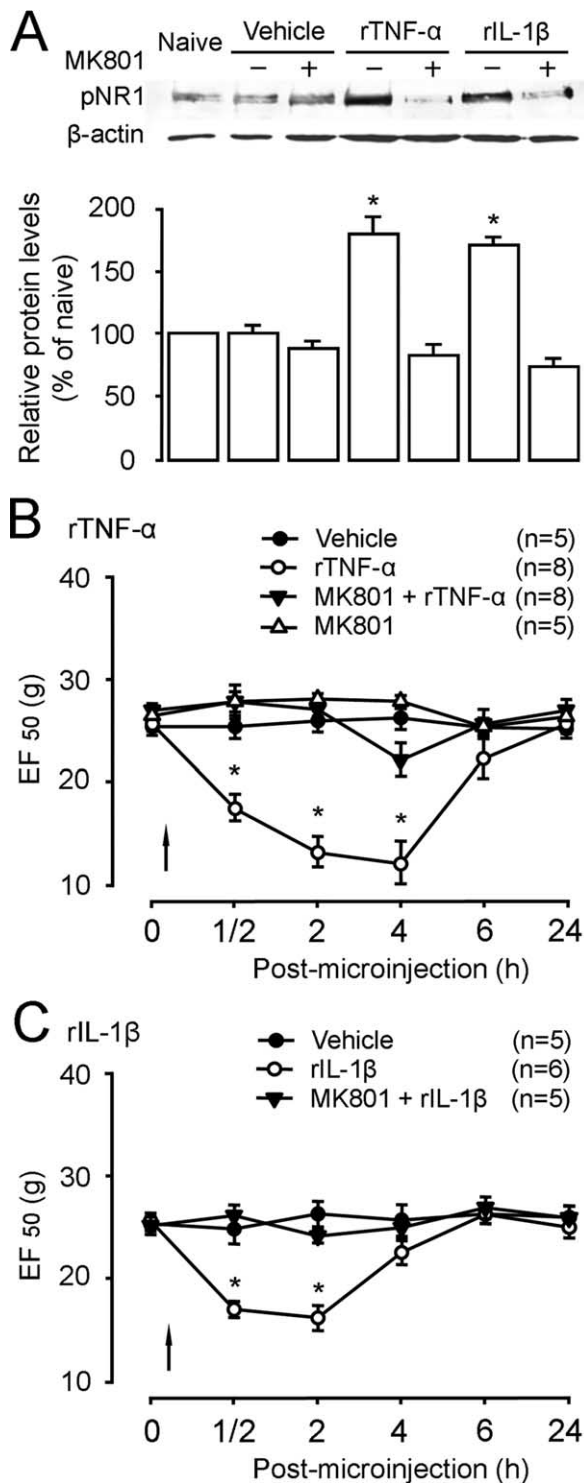 A
Naive Vehicle rTNF-α rIL-1β
MK801 − + − + − +
pNR1
β-actin
Relative protein levels
(% of naive)
200
150
100
50
0
* *
B rTNF-α
Vehicle (n=5)
rTNF-α (n=8)
MK801 + rTNF-α (n=8)
MK801 (n=5)
EF 50 (g)
40
30
20
10
* * *
0 1/2 2 4 6 24
Post-microinjection (h)
C rIL-1β
Vehicle (n=5)
rIL-1β (n=6)
MK801 + rIL-1β (n=5)
EF 50 (g)
40
30
20
10
* *
0 1/2 2 4 6 24
Post-microinjection (h)